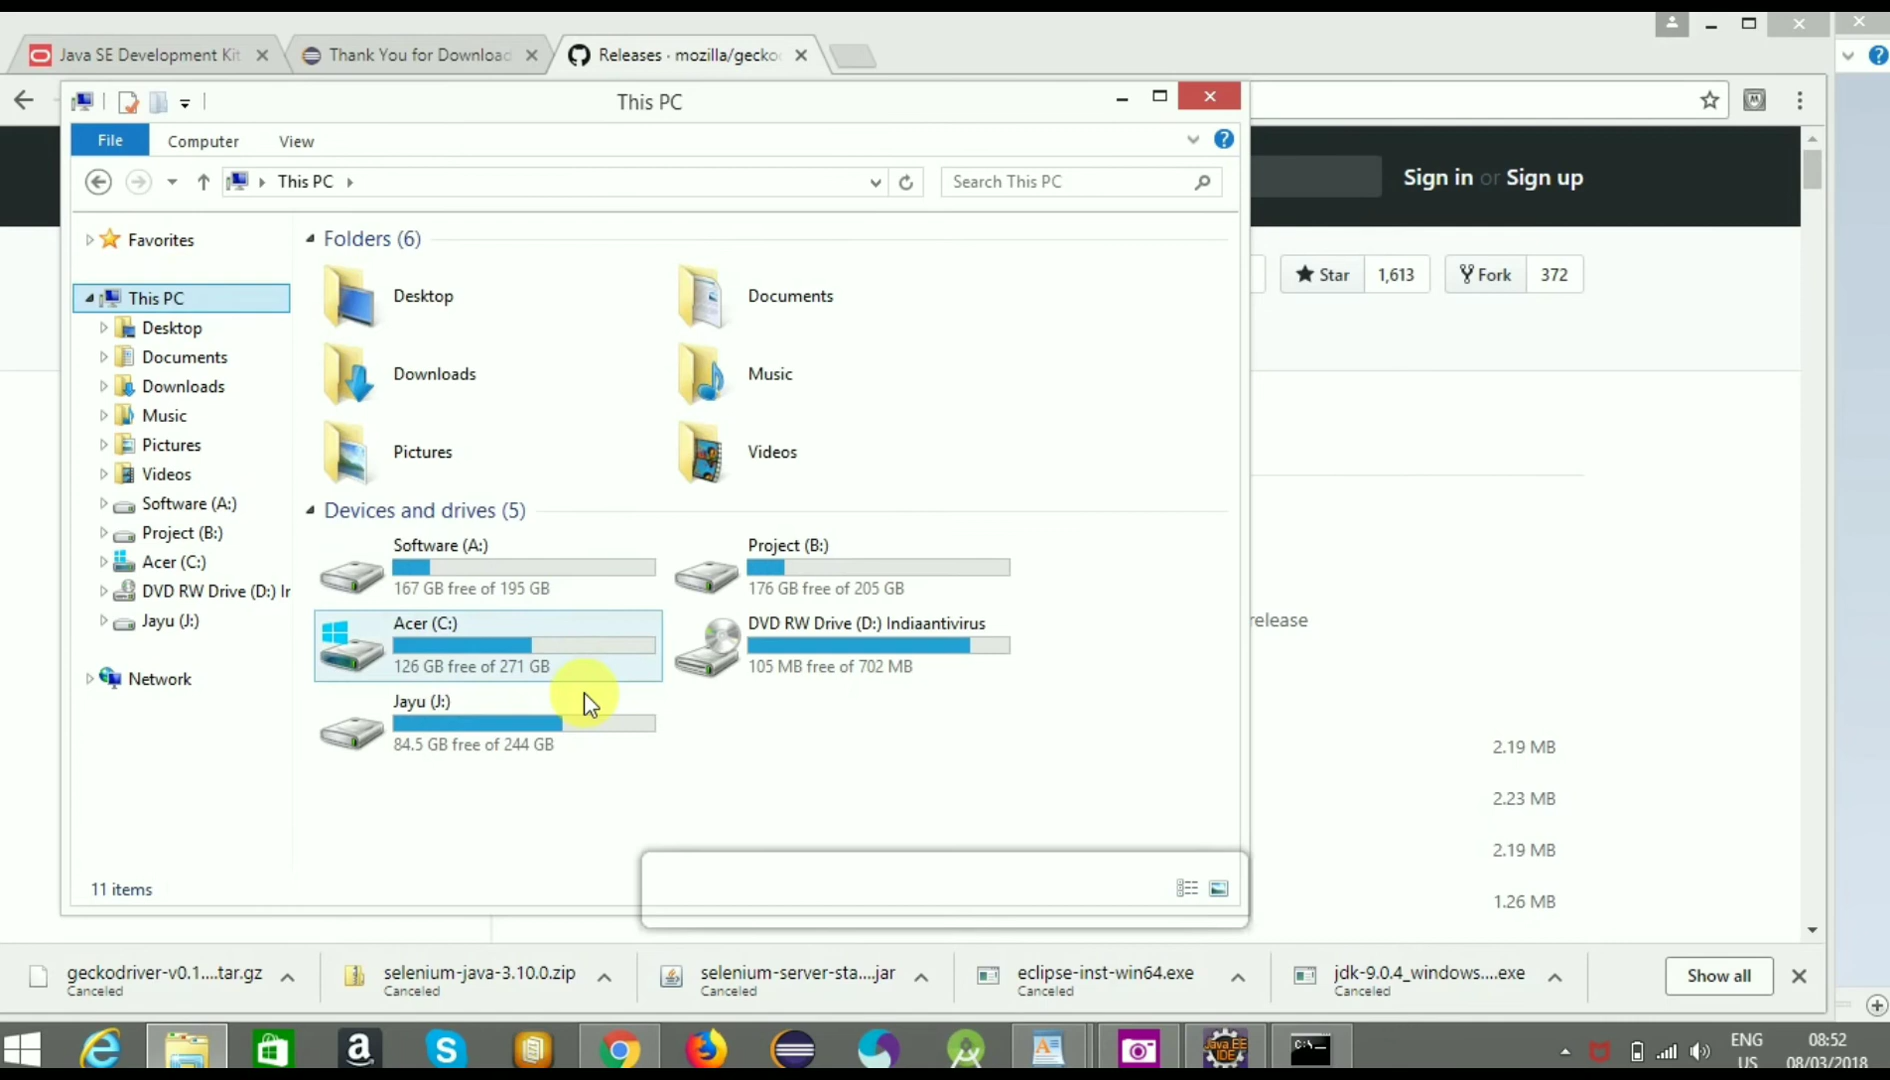 Java SE Development Kit
Thank You for Download
Releases · mozilla/gecko
This PC
File
Computer
View
This PC
Search This PC
Sign in or Sign up
Favorites
This PC
Desktop
Documents
Downloads
Music
Pictures
Videos
Software (A:)
Project (B:)
Acer (C:)
DVD RW Drive (D:) Ir
Jayu (J:)
Network
Folders (6)
Desktop
Documents
Downloads
Music
Pictures
Videos
Devices and drives (5)
Software (A:)
167 GB free of 195 GB
Project (B:)
176 GB free of 205 GB
Acer (C:)
126 GB free of 271 GB
DVD RW Drive (D:) Indiaantivirus
105 MB free of 702 MB
Jayu (J:)
84.5 GB free of 244 GB
11 items
Star
1,613
Fork
372
elease
2.19 MB
2.23 MB
2.19 MB
1.26 MB
geckodriver-v0.1....tar.gz
Canceled
selenium-java-3.10.0.zip
Canceled
selenium-server-sta....jar
Canceled
eclipse-inst-win64.exe
Canceled
jdk-9.0.4_windows....exe
Canceled
Show all
Java EE
IDE
C:\_
ENG
US
08:52
08/03/2018